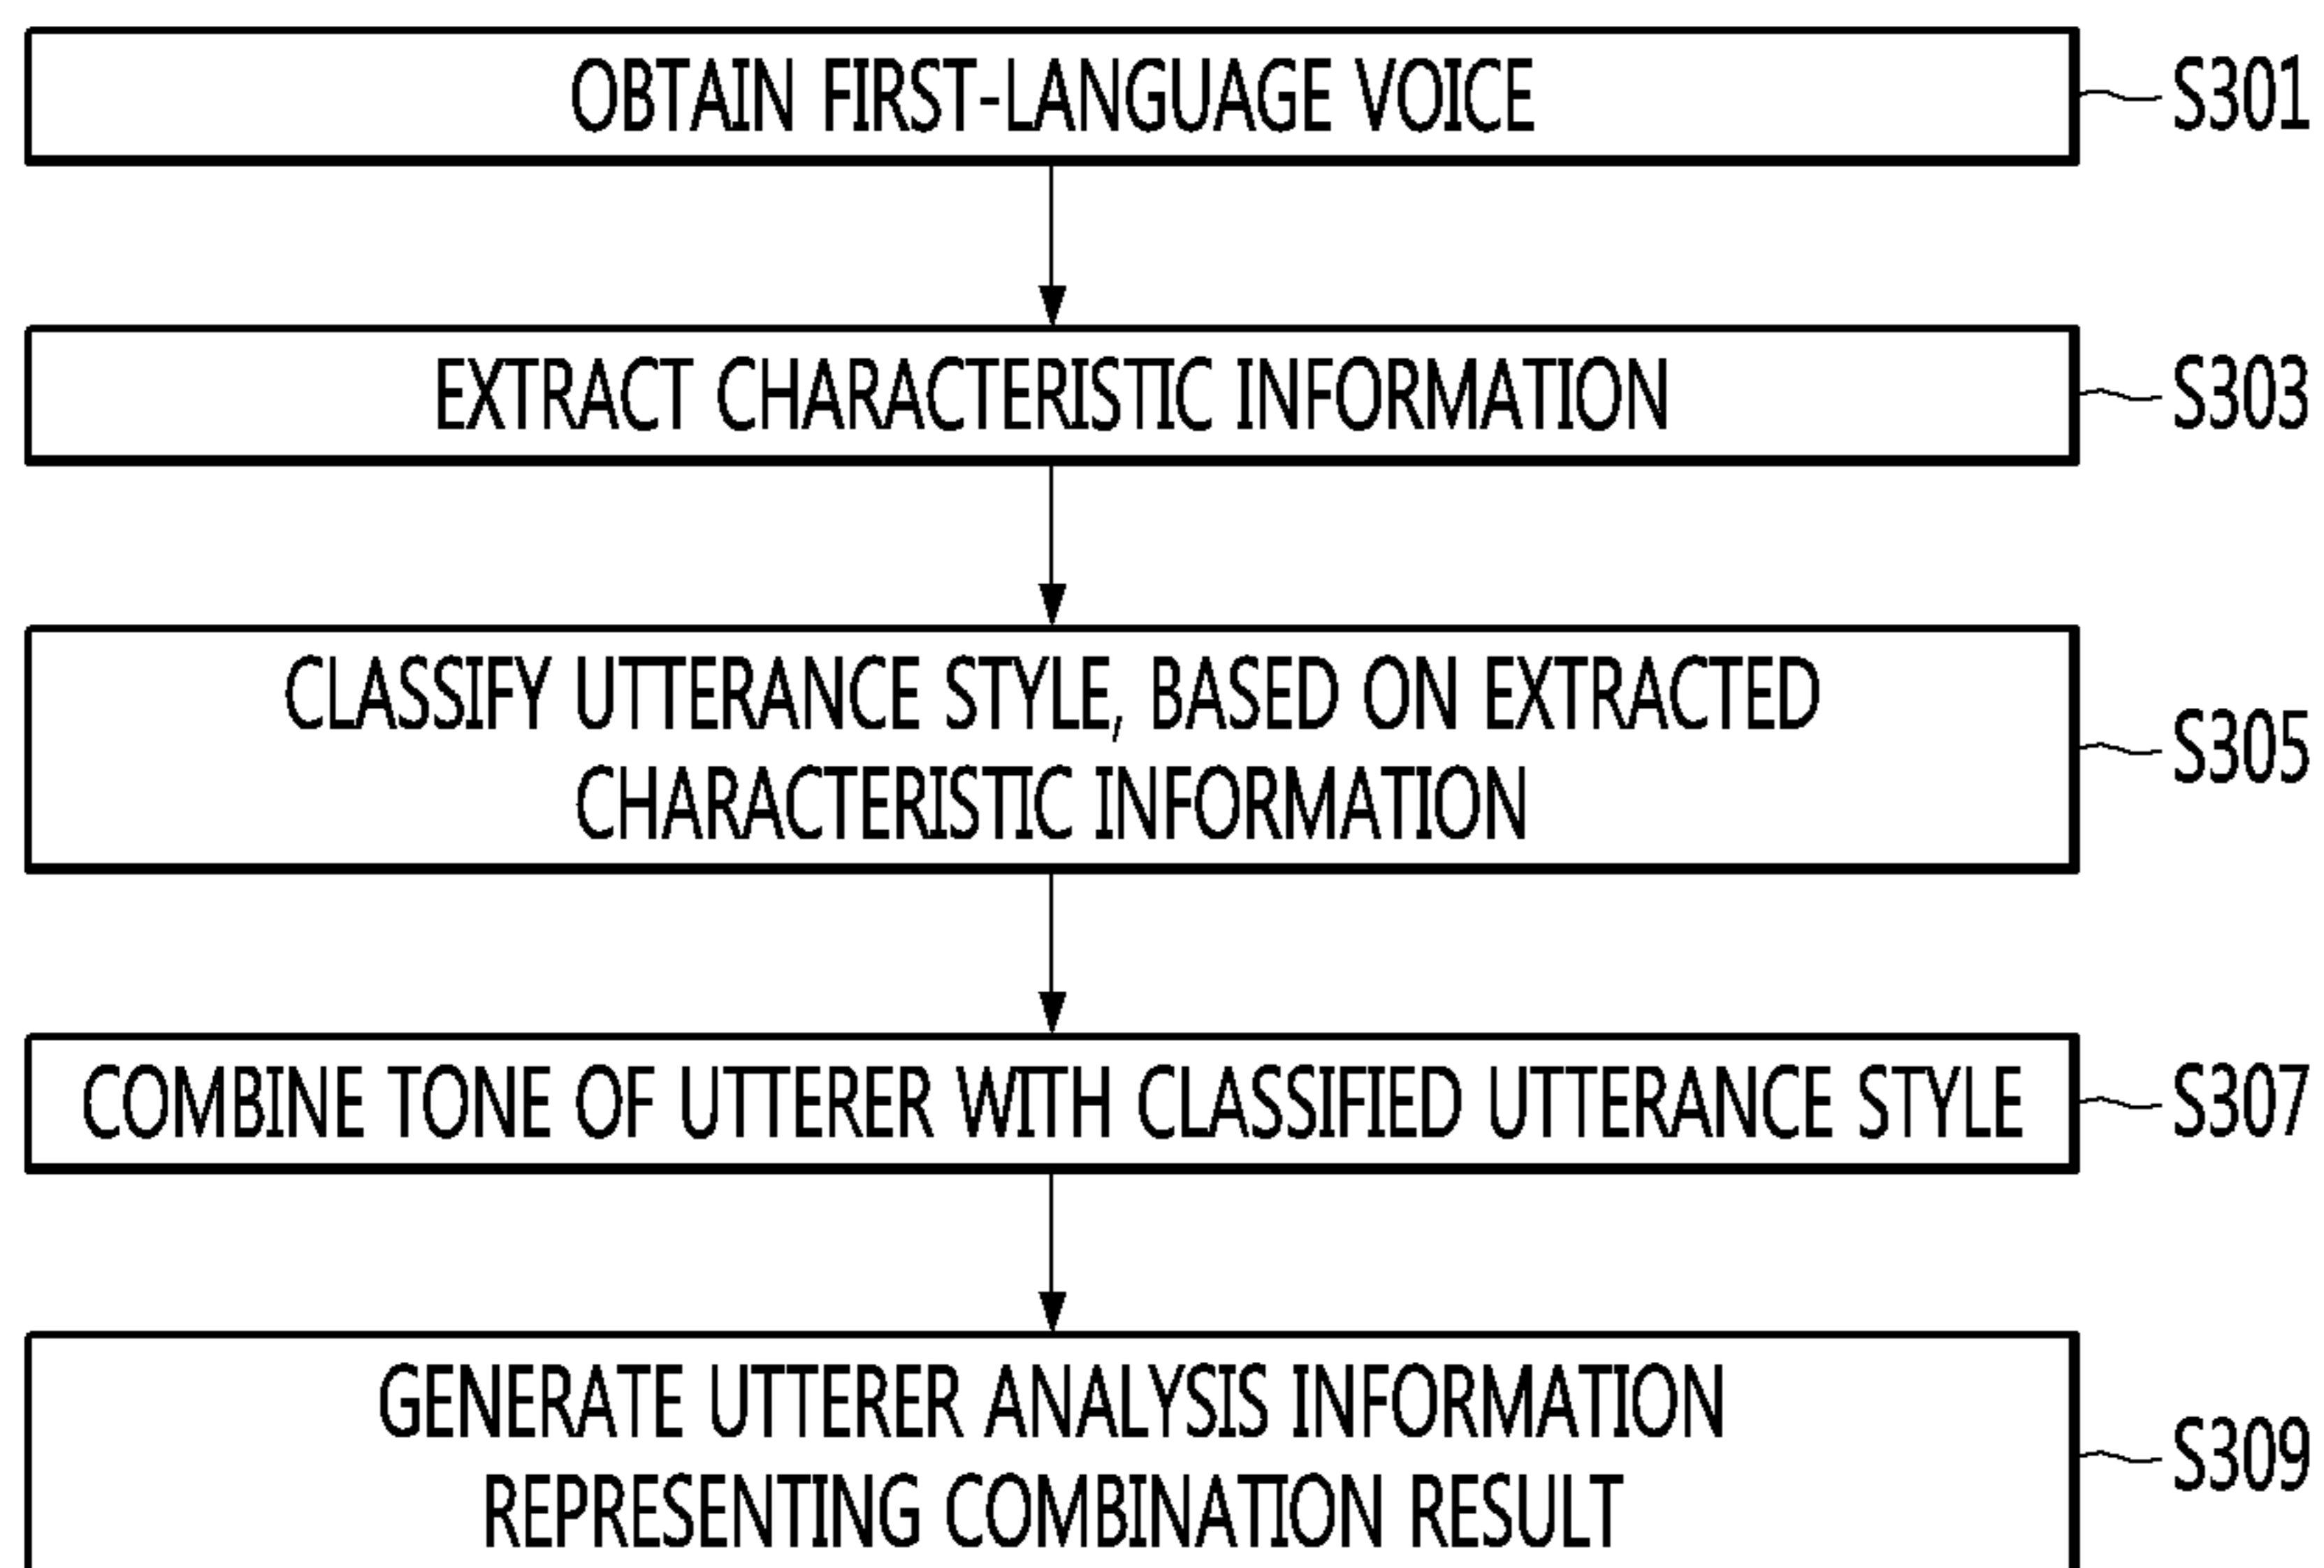 OBTAIN FIRST-LANGUAGE VOICE
S301
EXTRACT CHARACTERISTIC INFORMATION
S303
CLASSIFY UTTERANCE STYLE, BASED ON EXTRACTED
CHARACTERISTIC INFORMATION
S305
COMBINE TONE OF UTTERER WITH CLASSIFIED UTTERANCE STYLE
S307
GENERATE UTTERER ANALYSIS INFORMATION
REPRESENTING COMBINATION RESULT
S309